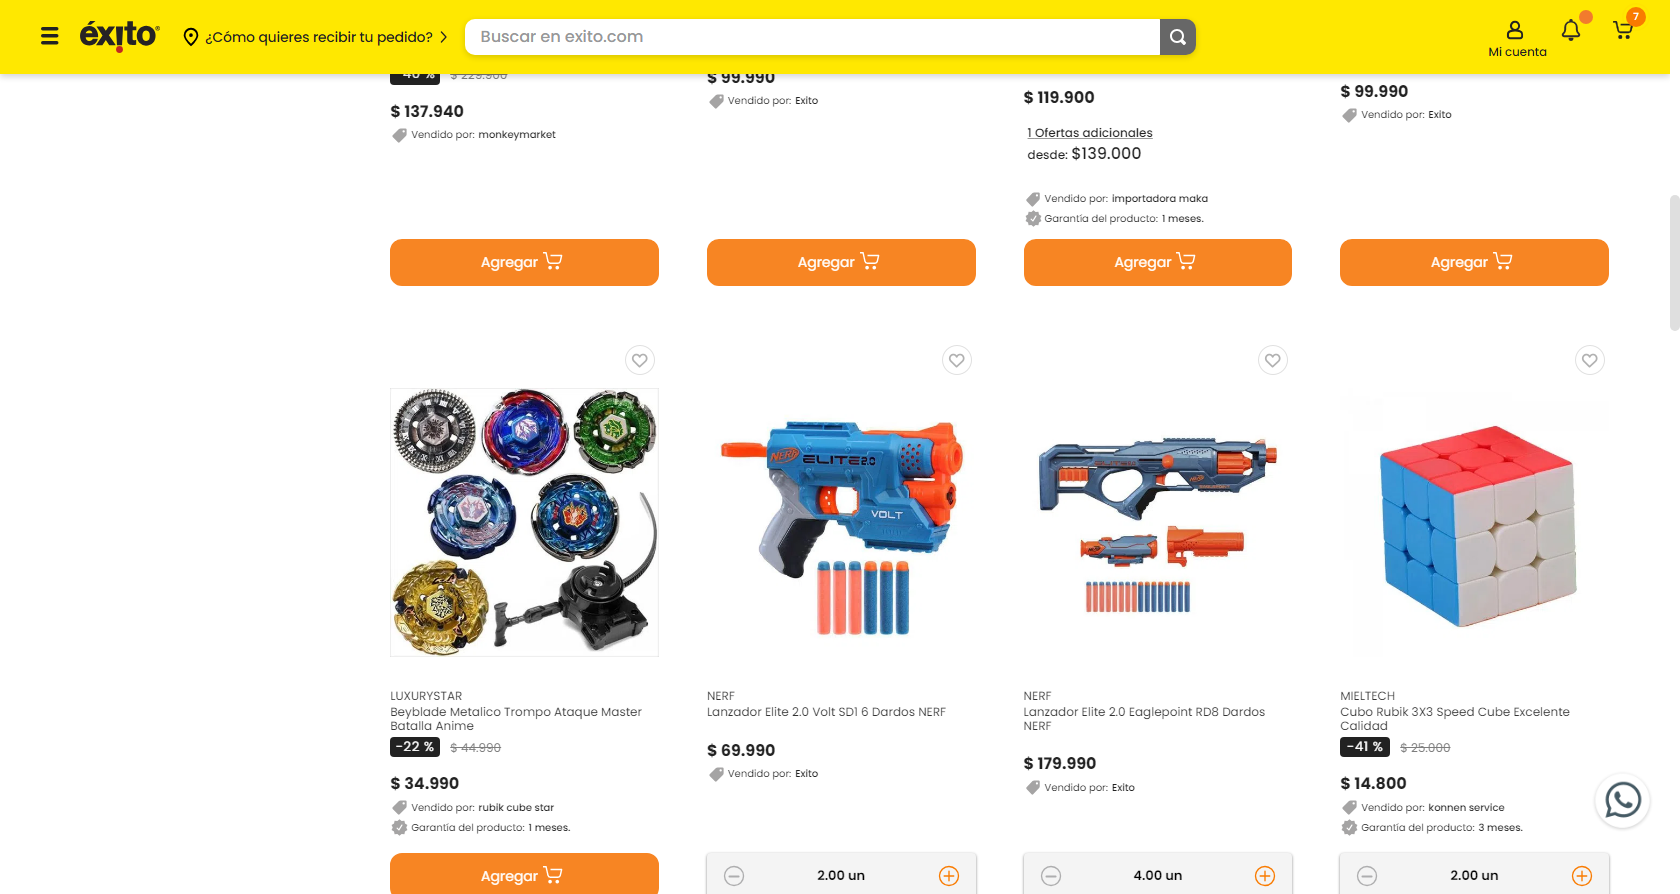 éxito
¿Cómo quieres recibir tu pedido?
Buscar en exito.com
Mi cuenta
7
-40 % $ 229.900
$ 137.940
Vendido por: monkeymarket
$ 99.990
Vendido por: Exito
$ 119.900
1 Ofertas adicionales
desde: $139.000
Vendido por: importadora maka
Garantía del producto: 1 meses.
$ 99.990
Vendido por: Exito
Agregar
Agregar
Agregar
Agregar
NERF ELITE 2.0
VOLT
LUXURYSTAR
Beyblade Metalico Trompo Ataque Master
Batalla Anime
-22 % $ 44.990
$ 34.990
Vendido por: rubik cube star
Garantía del producto: 1 meses.
Agregar
NERF
Lanzador Elite 2.0 Volt SD1 6 Dardos NERF
$ 69.990
Vendido por: Exito
2.00 un
NERF
Lanzador Elite 2.0 Eaglepoint RD8 Dardos
NERF
$ 179.990
Vendido por: Exito
4.00 un
MIELTECH
Cubo Rubik 3X3 Speed Cube Excelente
Calidad
-41 % $ 25.000
$ 14.800
Vendido por: konnen service
Garantía del producto: 3 meses.
2.00 un